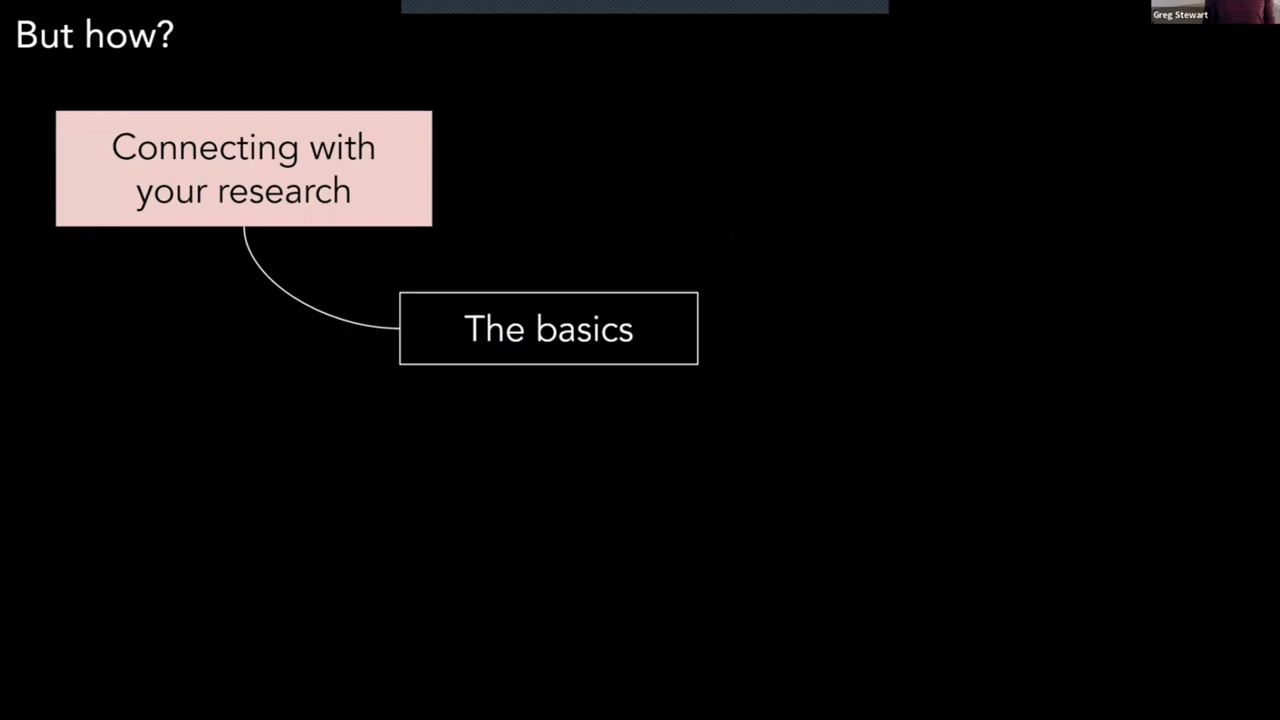 But how?
Greg Stewart
Connecting with
your research
The basics